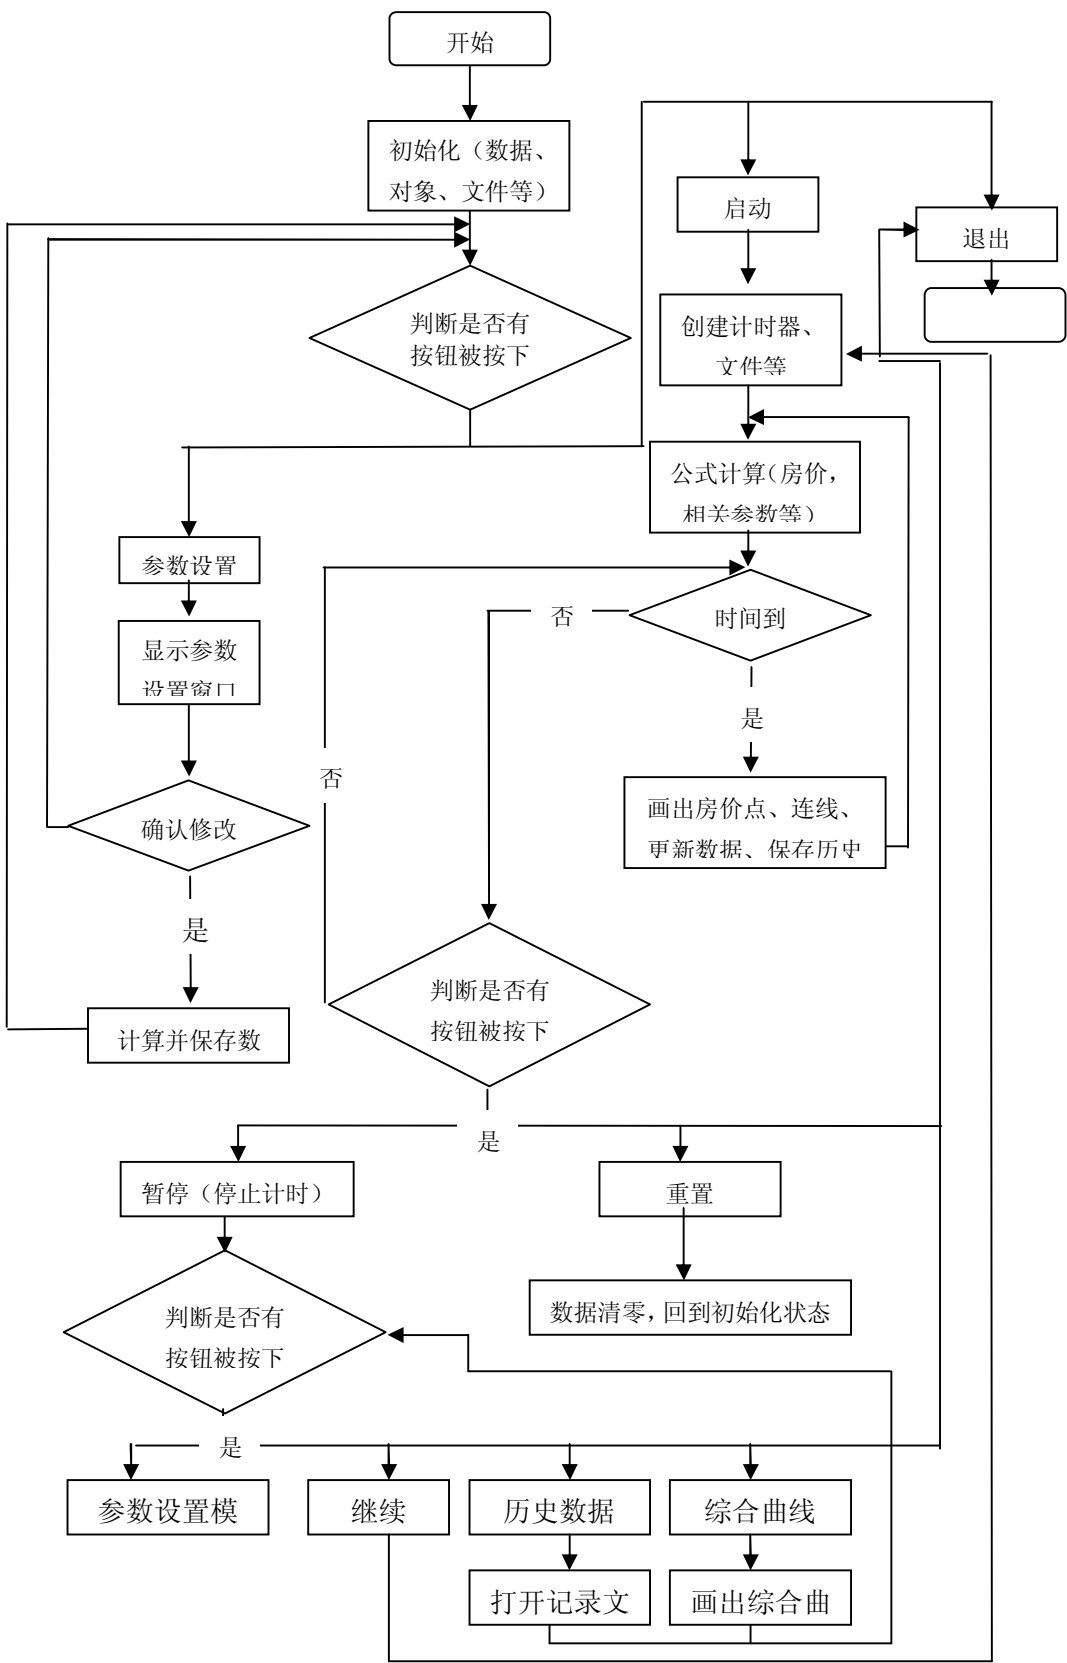 开始
初始化（数据、
对象、文件等）
启动
退出
判断是否有
按钮被按下
创建计时器、
文件等
公式计算（房价，
相关参数等）
参数设置
时间到
否
显示参数
设置窗口
是
否
画出房价点、连线、
更新数据、保存历史
确认修改
是
判断是否有
按钮被按下
计算并保存数
是
暂停（停止计时）
重置
数据清零，回到初始化状态
判断是否有
按钮被按下
是
参数设置模
继续
历史数据
综合曲线
打开记录文
画出综合曲